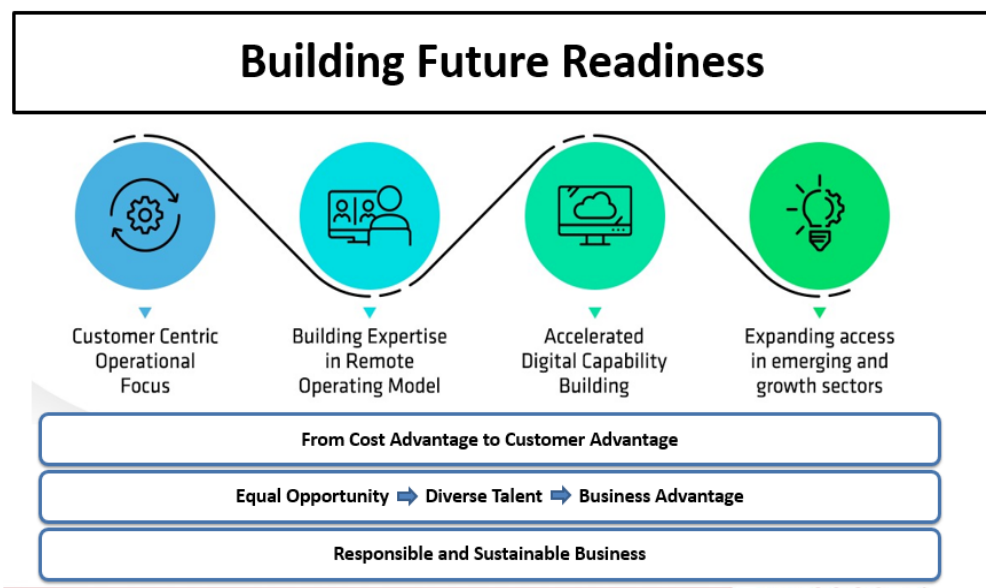 Building Future Readiness
Customer Centric
Operational
Focus
Building Expertise
in Remote
Operating Model
Accelerated
Digital Capability
Building
Expanding access
in emerging and
growth sectors
From Cost Advantage to Customer Advantage
Equal Opportunity Diverse Talent Business Advantage
Responsible and Sustainable Business